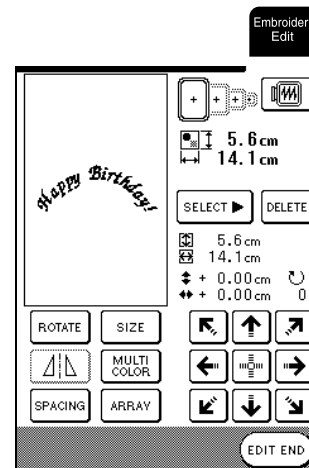 Embroider
Edit
5.6cm
14.1cm
Happy Birthday!
SELECT ▶ DELETE
5.6cm
14.1cm
+ 0.00cm
+ 0.00cm 0
ROTATE SIZE
MULTI
COLOR
SPACING ARRAY
EDIT END